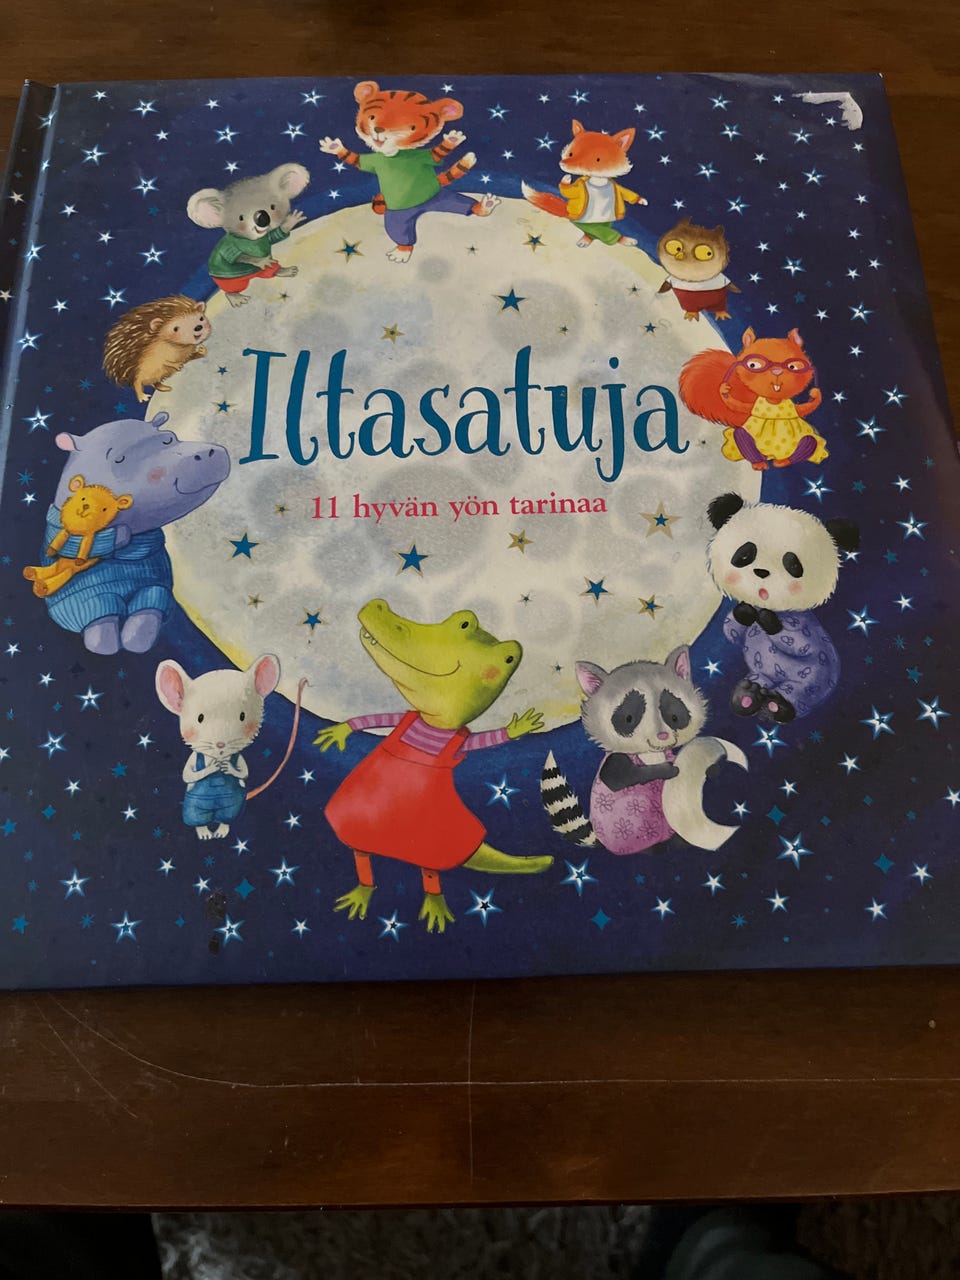 Iltasatuja
11 hyvän yön tarinaa